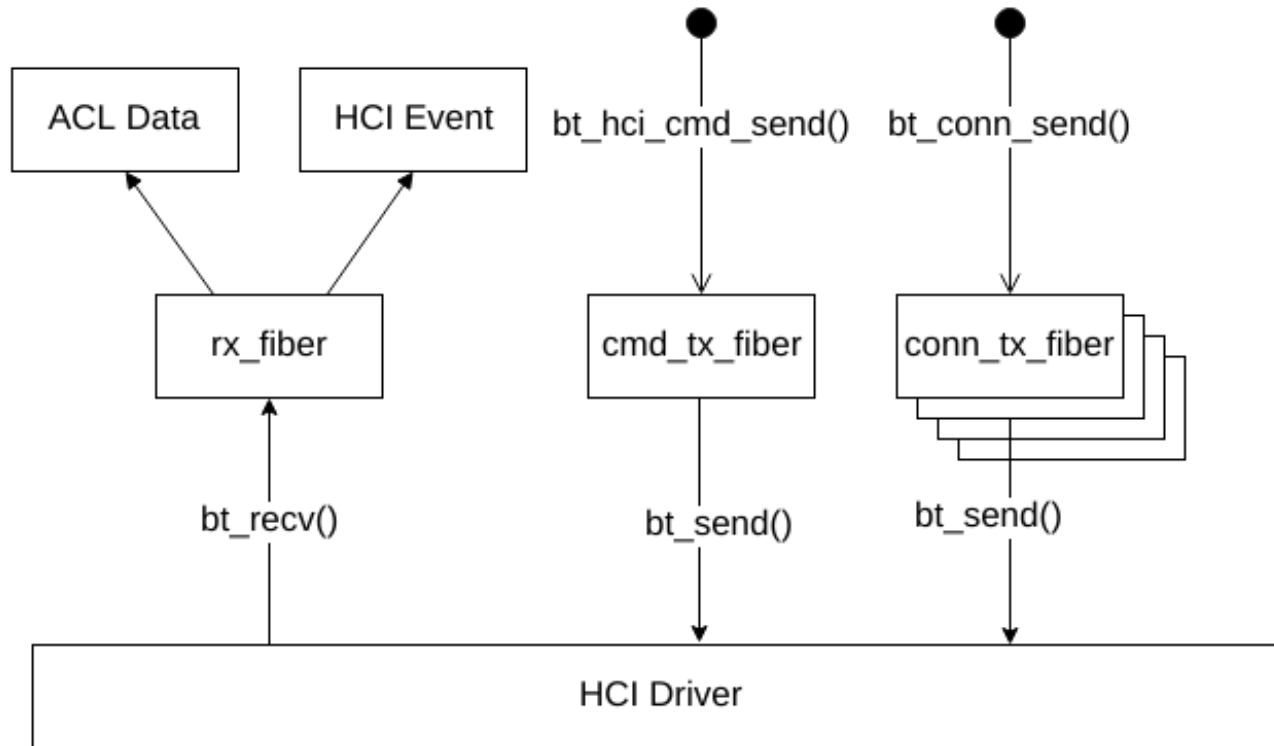 ACL Data
HCI Event
bt_hci_cmd_send()
bt_conn_send()
rx_fiber
cmd_tx_fiber
conn_tx_fiber
bt_recv()
bt_send()
bt_send()
HCI Driver